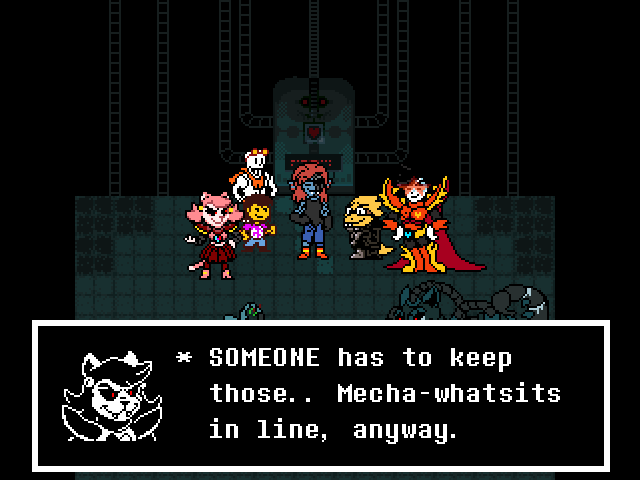 * SOMEONE has to keep
those.. Mecha-whatsits
in line, anyway.